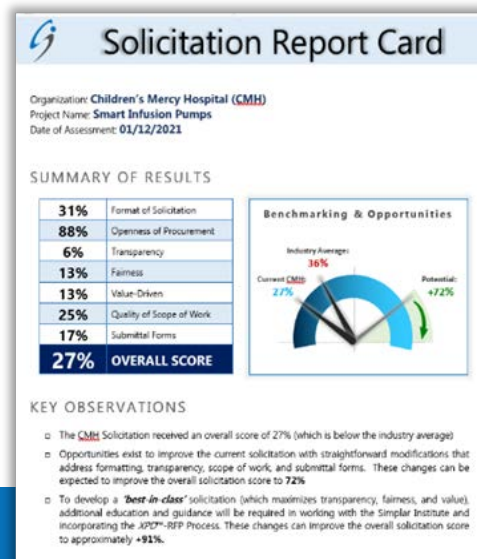 Solicitation Report Card
Organization: Children's Mercy Hospital (CMH)
Project Name: Smart Infusion Pumps
Date of Assessment: 01/12/2021
SUMMARY OF RESULTS
31% Format of Solicitation
88% Openness of Procurement
6% Transparency
13% Fairness
13% Value-Driven
25% Quality of Scope of Work
17% Submittal Forms
27% OVERALL SCORE
Benchmarking & Opportunities
Industry Average:
36%
Current CMH:
27%
Potential:
+72%
KEY OBSERVATIONS
The CMH Solicitation received an overall score of 27% (which is below the industry average)
Opportunities exist to improve the current solicitation with straightforward modifications that
address formatting, transparency, scope of work, and submittal forms. These changes can be
expected to improve the overall solicitation score to 72%
To develop a "best-in-class" solicitation (which maximizes transparency, fairness, and value),
additional education and guidance will be required in working with the Simplar Institute and
incorporating the XPD™-RFP Process. These changes can improve the overall solicitation score
to approximately +91%.